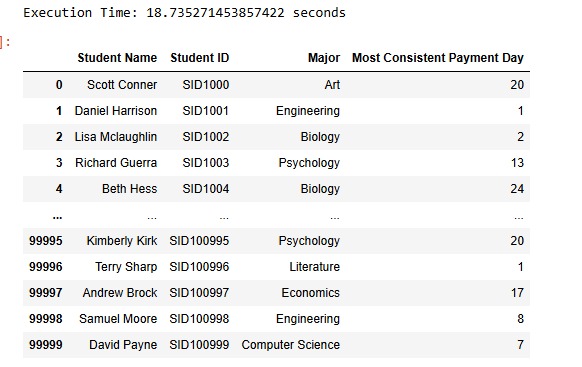 Execution Time: 18.735271453857422 seconds
]:
Student Name Student ID Major Most Consistent Payment Day
0 Scott Conner SID1000 Art 20
1 Daniel Harrison SID1001 Engineering 1
2 Lisa Mclaughlin SID1002 Biology 2
3 Richard Guerra SID1003 Psychology 13
4 Beth Hess SID1004 Biology 24
... ... ... ... ...
99995 Kimberly Kirk SID100995 Psychology 20
99996 Terry Sharp SID100996 Literature 1
99997 Andrew Brock SID100997 Economics 17
99998 Samuel Moore SID100998 Engineering 8
99999 David Payne SID100999 Computer Science 7